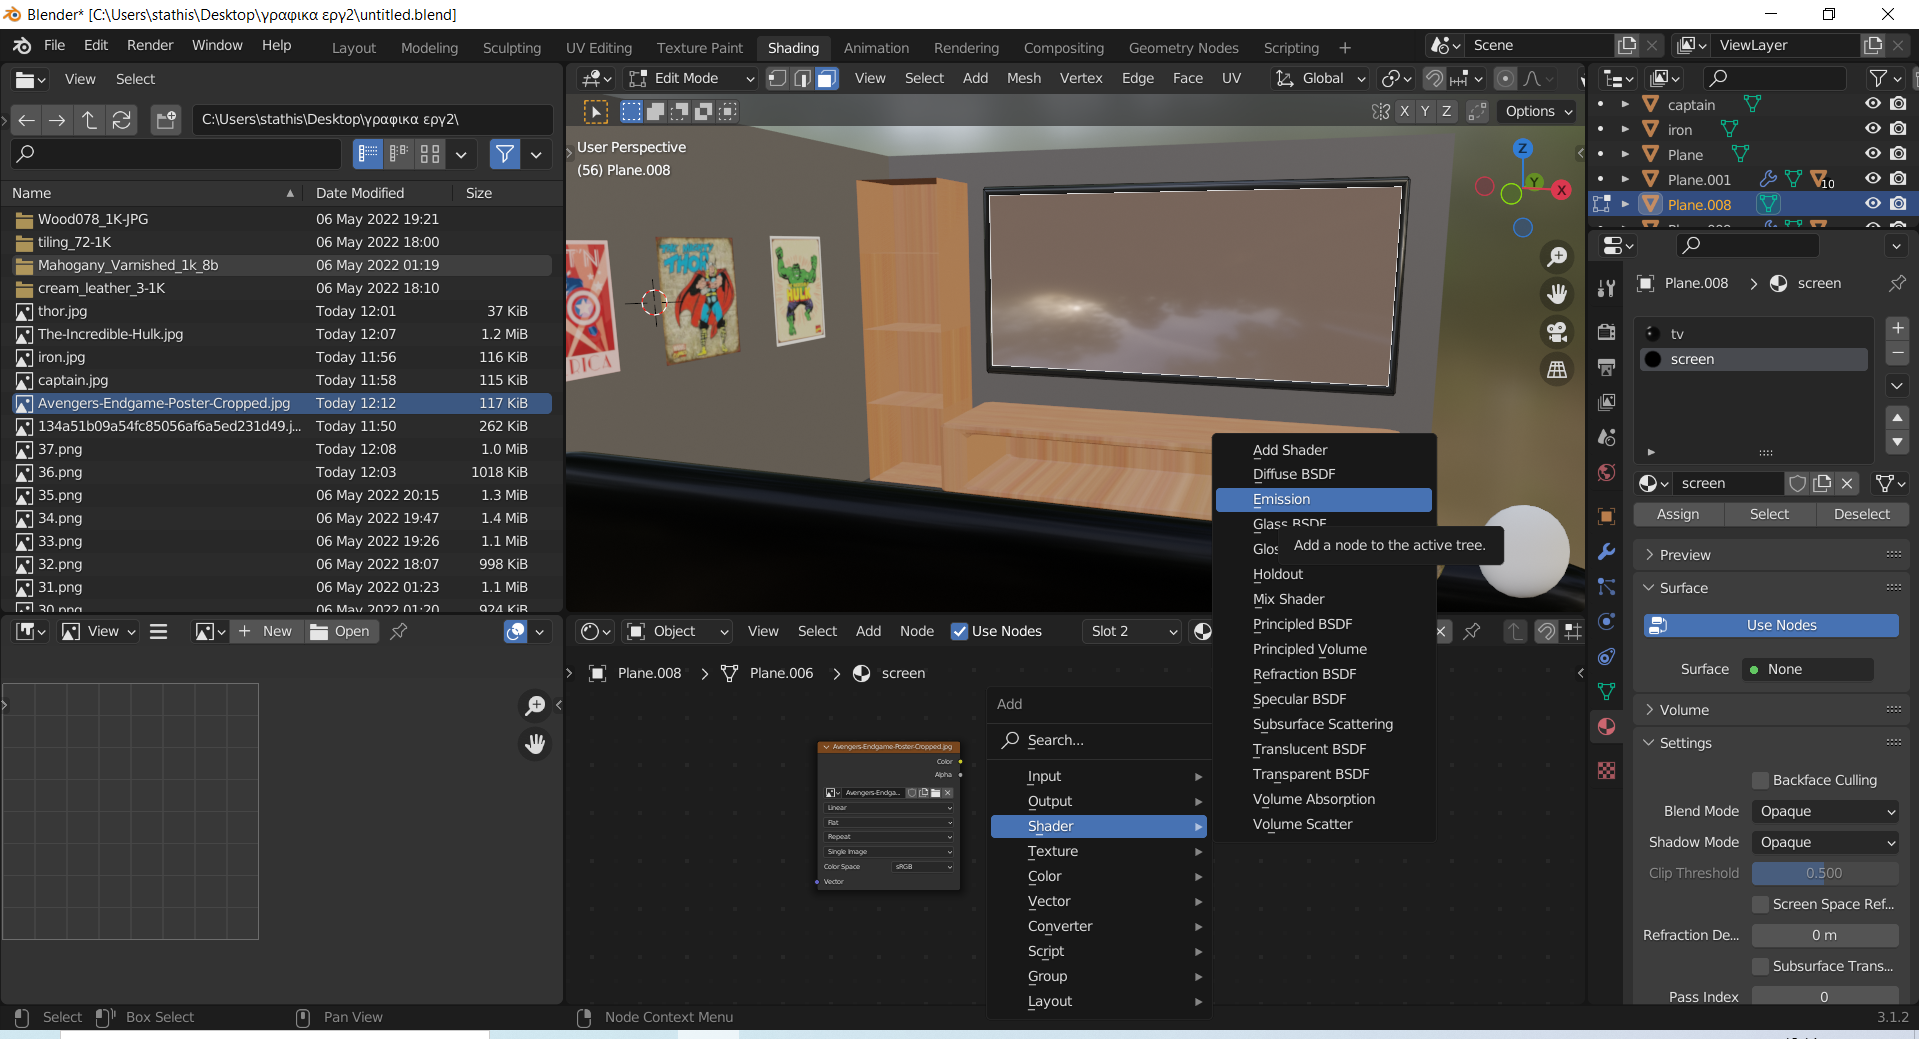 Blender* [C:\Users\stathis\Desktop\γραφικα εργ2\untitled.blend]
File Edit Render Window Help Layout Modeling Sculpting UV Editing Texture Paint Shading Animation Rendering Compositing Geometry Nodes Scripting + Scene ViewLayer
View Select
Edit Mode View Select Add Mesh Vertex Edge Face UV Global
C:\Users\stathis\Desktop\γραφικα εργ2\
X Y Z Options
Name Date Modified Size
Wood078_1K-JPG 06 May 2022 19:21
tiling_72-1K 06 May 2022 18:00
Mahogany_Varnished_1k_8b 06 May 2022 01:19
cream_leather_3-1K 06 May 2022 18:10
thor.jpg Today 12:01 37 KiB
The-Incredible-Hulk.jpg Today 12:07 1.2 MiB
iron.jpg Today 11:56 116 KiB
captain.jpg Today 11:58 115 KiB
Avengers-Endgame-Poster-Cropped.jpg Today 12:12 117 KiB
134a51b09a54fc85056af6a5ed231d49.j... Today 11:50 262 KiB
37.png Today 12:08 1.0 MiB
36.png Today 12:03 1018 KiB
35.png 06 May 2022 20:15 1.3 MiB
34.png 06 May 2022 19:47 1.4 MiB
33.png 06 May 2022 19:26 1.1 MiB
32.png 06 May 2022 18:07 998 KiB
31.png 06 May 2022 01:23 1.1 MiB
30.png 06 May 2022 01:20 924 KiB
User Perspective
(56) Plane.008
Z
Y
X
THOR
HULK
captain
iron
Plane
Plane.001 10
Plane.008
Plane.008 > screen
tv
screen
screen
Assign Select Deselect
Preview
Surface
Use Nodes
Surface None
Volume
Settings
Backface Culling
Blend Mode Opaque
Shadow Mode Opaque
Clip Threshold 0.500
Screen Space Ref...
Refraction De... 0 m
Subsurface Trans...
Pass Index 0
Add Shader
Diffuse BSDF
Emission
Glass BSDF
Glos
Add a node to the active tree.
Holdout
Mix Shader
Principled BSDF
Principled Volume
Refraction BSDF
Specular BSDF
Subsurface Scattering
Translucent BSDF
Transparent BSDF
Volume Absorption
Volume Scatter
View + New Open
Object View Select Add Node Use Nodes Slot 2
Plane.008 > Plane.006 > screen
Avengers-Endgame-Poster-Cropped.jpg
Color
Alpha
Avengers-Endga...
Linear
Flat
Repeat
Single Image
Color Space sRGB
Vector
Add
Search...
Input
Output
Shader
Texture
Color
Vector
Converter
Script
Group
Layout
Select Box Select Pan View Node Context Menu 3.1.2